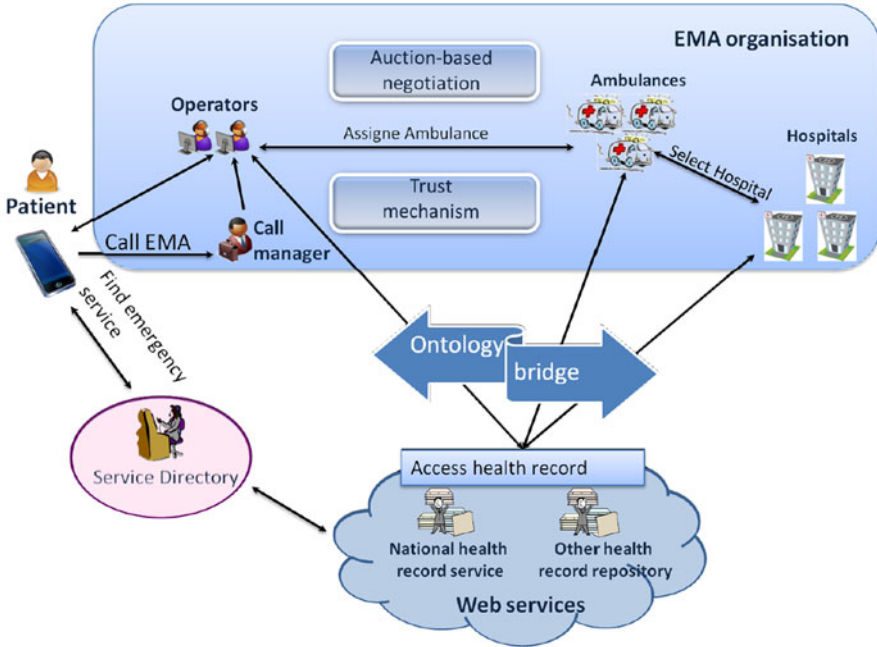 EMA organisation
Auction-based
negotiation
Operators
Ambulances
Assigne Ambulance
Hospitals
Select Hospital
Patient
Trust
mechanism
Call EMA
Call
manager
Find emergency
service
Ontology
bridge
Service Directory
Access health record
National health
record service
Other health
record repository
Web services